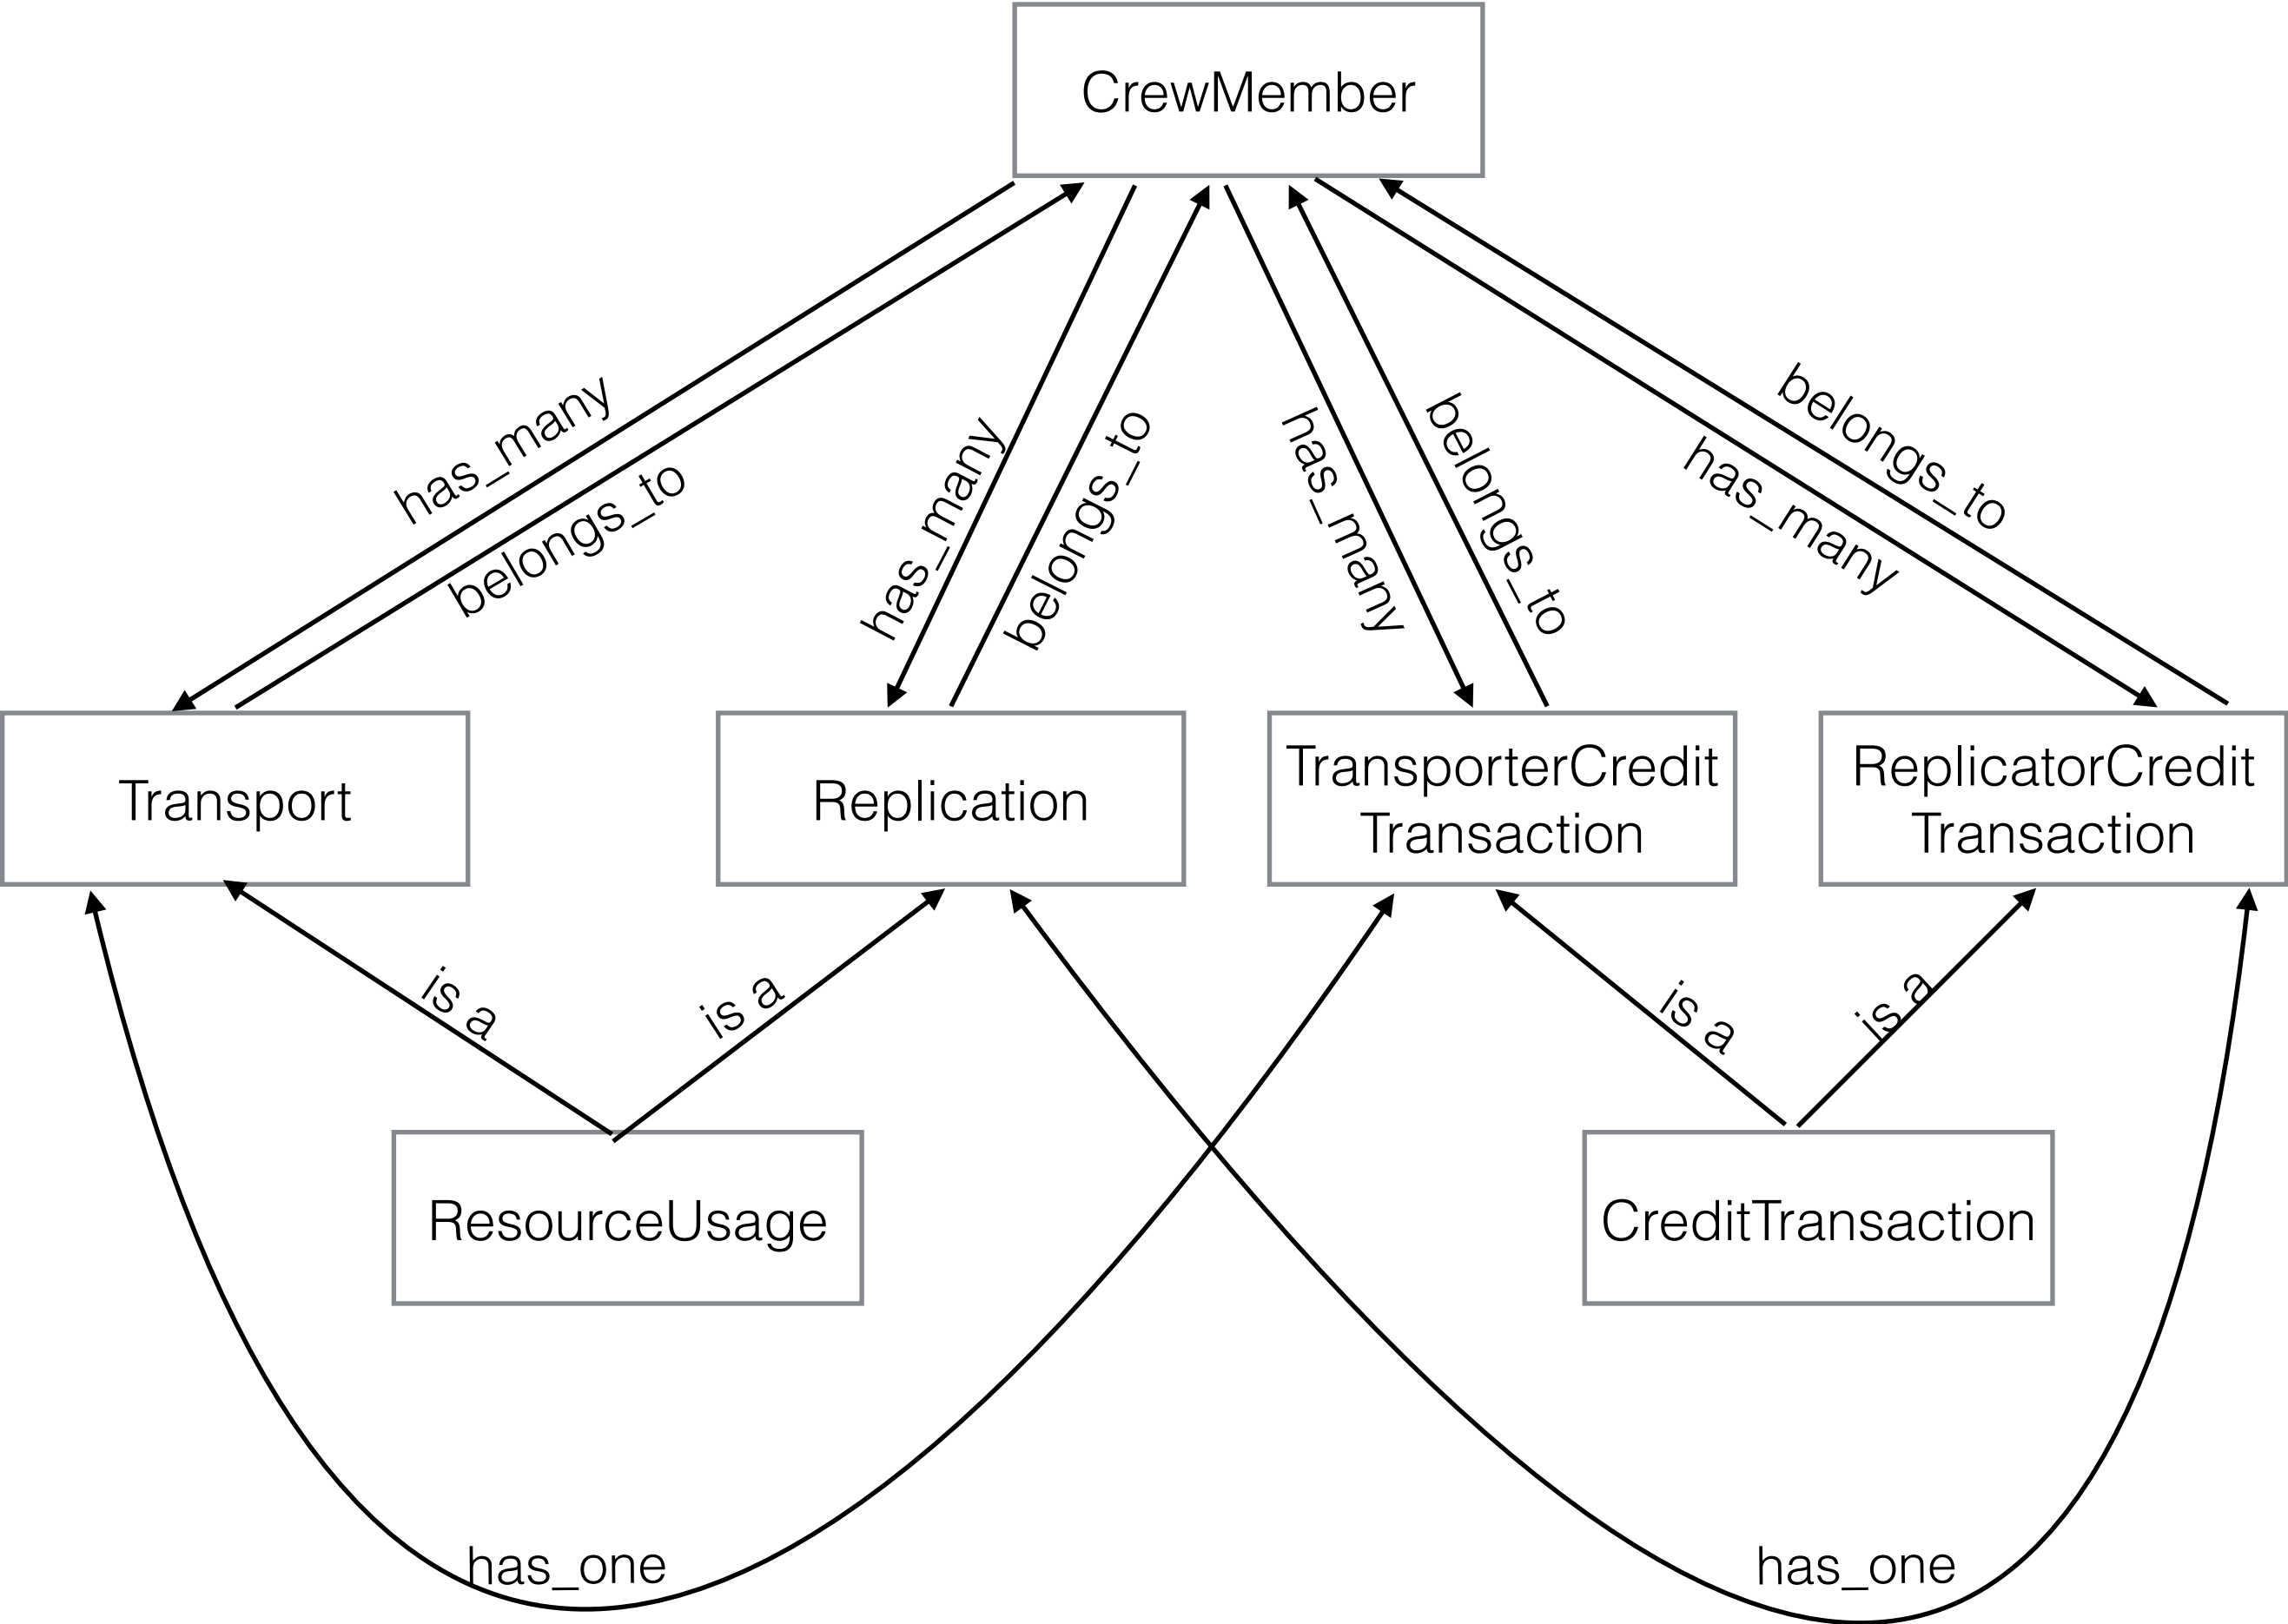 CrewMember
has_many
belongs_to
has_many
belongs_to
has_many
belongs_to
belongs_to
has_many
Transport
Replication
TransporterCredit
Transaction
ReplicatorCredit
Transaction
is a
is a
is a
is a
ResourceUsage
CreditTransaction
has_one
has_one